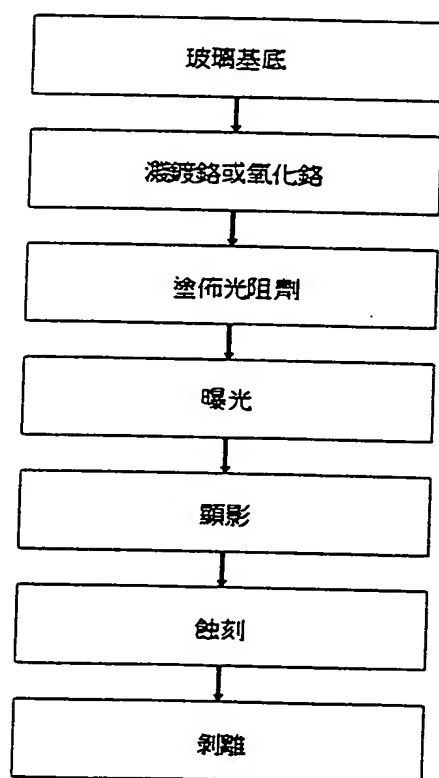 玻璃基底
濺鍍鉻或氧化鉻
塗佈光阻劑
曝光
顯影
蝕刻
剝離